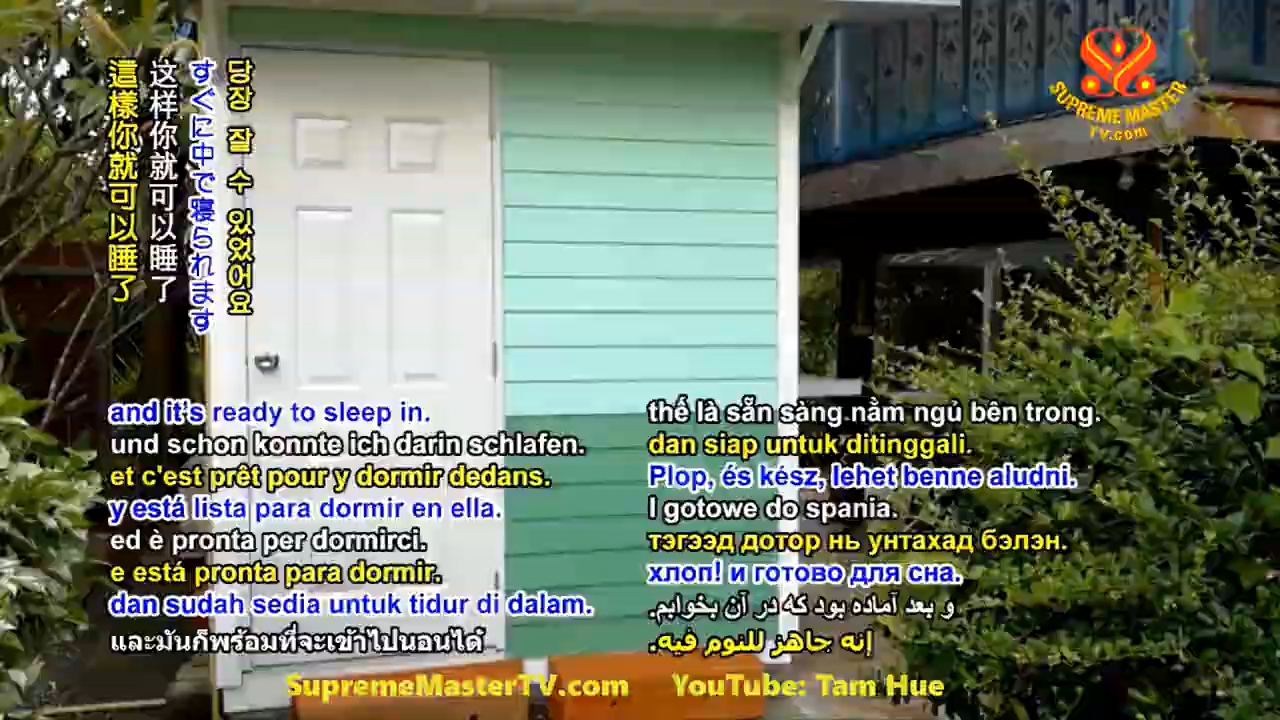 這樣你就可以睡了
这样你就可以睡了
すぐに中で寝られます
당장 잘 수 있었어요
SUPREME MASTER
TV.com
and it's ready to sleep in.
und schon konnte ich darin schlafen.
et c'est prêt pour y dormir dedans.
y está lista para dormir en ella.
ed è pronta per dormirci.
e está pronta para dormir.
dan sudah sedia untuk tidur di dalam.
และมันก็พร้อมที่จะเข้าไปนอนได้
thế là sẵn sàng nằm ngủ bên trong.
dan siap untuk ditinggali.
Plop, és kész, lehet benne aludni.
I gotowe do spania.
тэгээд дотор нь унтахад бэлэн.
хлоп! и готово для сна.
و بعد آماده بود که در آن بخوابم.
إنه جاهز للنوم فيه.
SupremeMasterTV.com
YouTube: Tam Hue